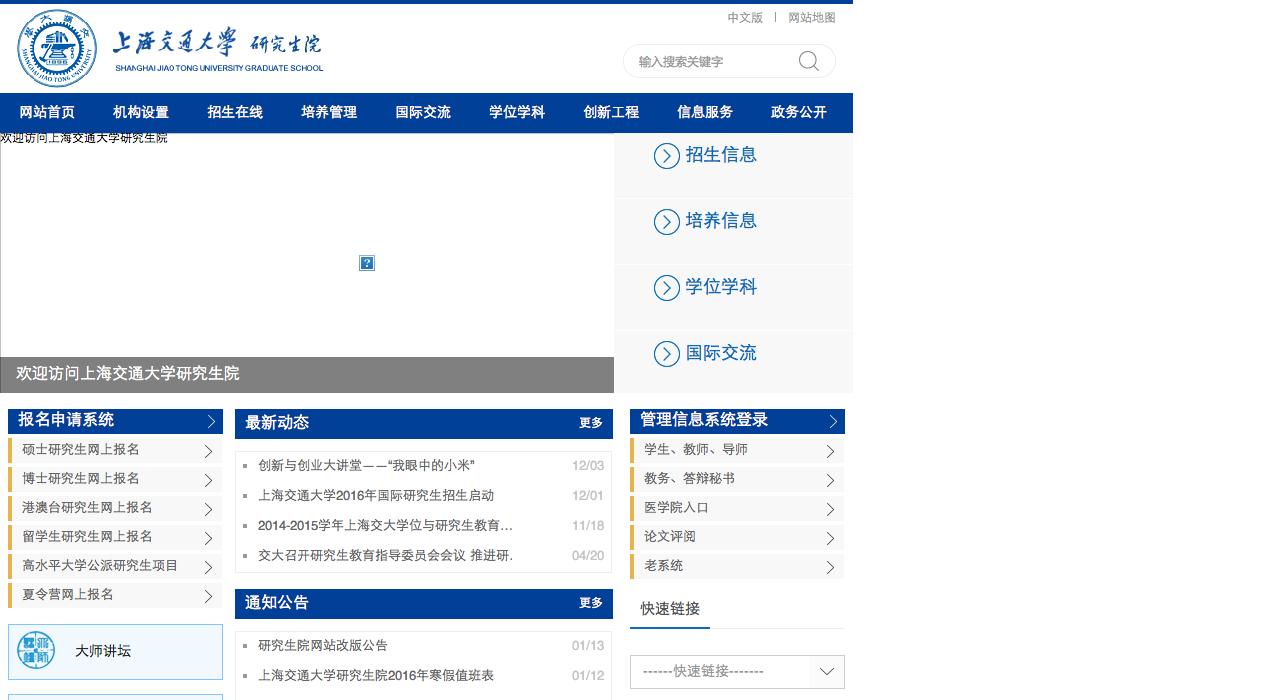 中文版 | 网站地图
上海交通大学 研究生院
SHANGHAI JIAO TONG UNIVERSITY GRADUATE SCHOOL
SHANGHAI JIAO TONG UNIVERSITY
1896
输入搜索关键字
网站首页 机构设置 招生在线 培养管理 国际交流 学位学科 创新工程 信息服务 政务公开
欢迎访问上海交通大学研究生院
招生信息
培养信息
学位学科
国际交流
欢迎访问上海交通大学研究生院
报名申请系统
硕士研究生网上报名
博士研究生网上报名
港澳台研究生网上报名
留学生研究生网上报名
高水平大学公派研究生项目
夏令营网上报名
大师讲坛
最新动态 更多
创新与创业大讲堂——“我眼中的小米” 12/03
上海交通大学2016年国际研究生招生启动 12/01
2014-2015学年上海交大学位与研究生教育… 11/18
交大召开研究生教育指导委员会会议 推进研. 04/20
通知公告 更多
研究生院网站改版公告 01/13
上海交通大学研究生院2016年寒假值班表 01/12
管理信息系统登录
学生、教师、导师
教务、答辩秘书
医学院入口
论文评阅
老系统
快速链接
------快速链接-------